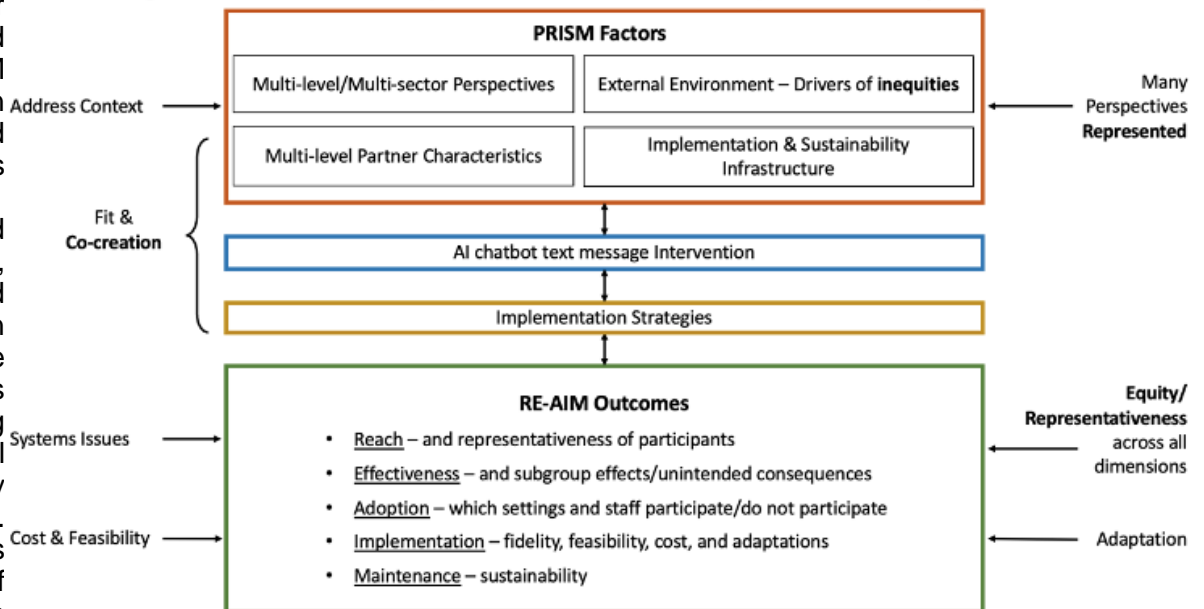 PRISM Factors
Multi-level/Multi-sector Perspectives
External Environment – Drivers of inequities
Multi-level Partner Characteristics
Implementation & Sustainability
Infrastructure
Address Context
Many
Perspectives
Represented
Fit &
Co-creation
AI chatbot text message Intervention
Implementation Strategies
RE-AIM Outcomes
• Reach – and representativeness of participants
• Effectiveness – and subgroup effects/unintended consequences
• Adoption – which settings and staff participate/do not participate
• Implementation – fidelity, feasibility, cost, and adaptations
• Maintenance – sustainability
Systems Issues
Cost & Feasibility
Equity/
Representativeness
across all
dimensions
Adaptation